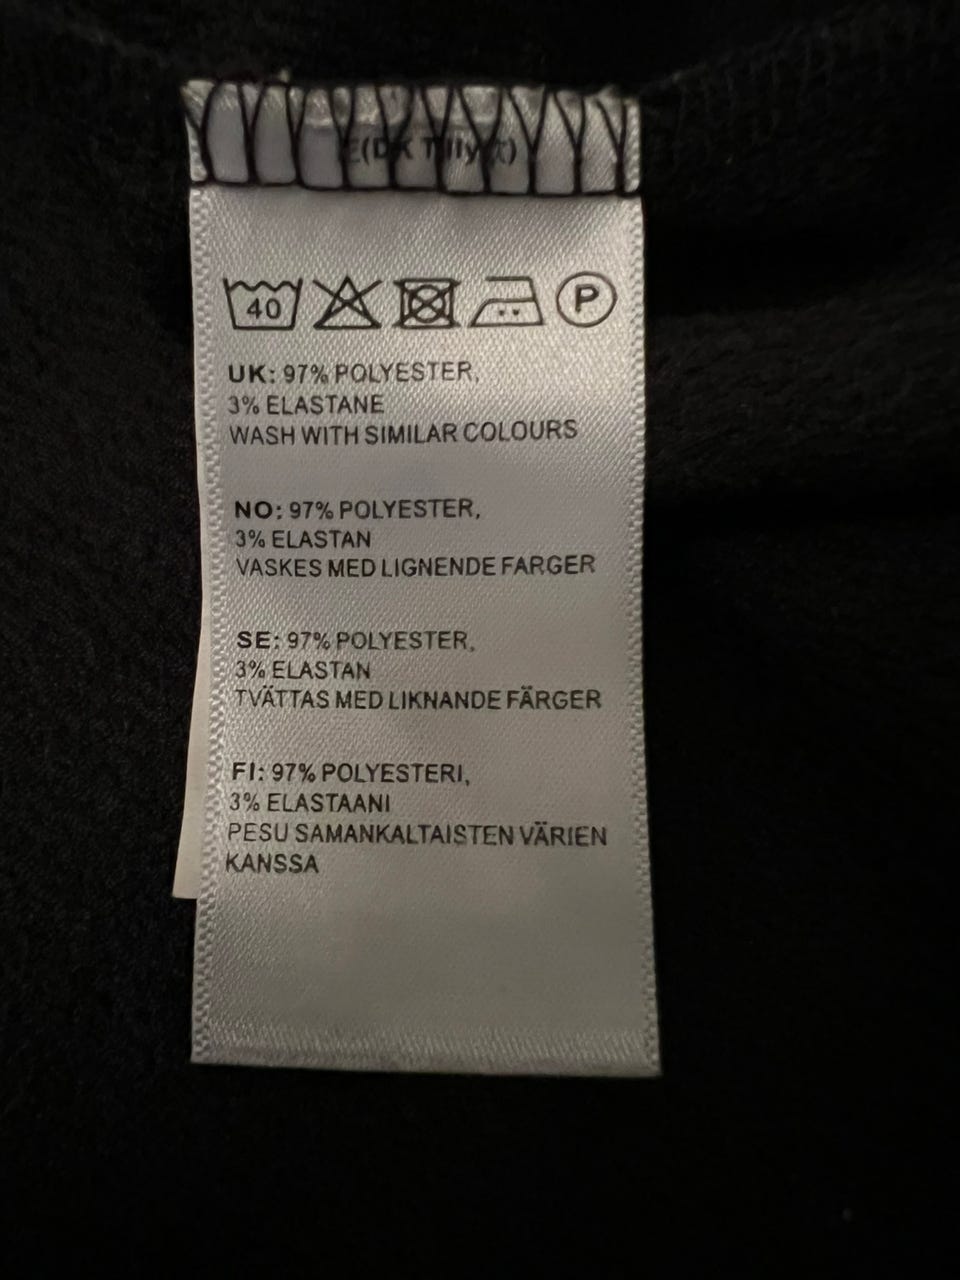 40 P
UK: 97% POLYESTER,
3% ELASTANE
WASH WITH SIMILAR COLOURS
NO: 97% POLYESTER,
3% ELASTAN
VASKES MED LIGNENDE FARGER
SE: 97% POLYESTER,
3% ELASTAN
TVÄTTAS MED LIKNANDE FÄRGER
FI: 97% POLYESTERI,
3% ELASTAANI
PESU SAMANKALTAISTEN VÄRIEN
KANSSA